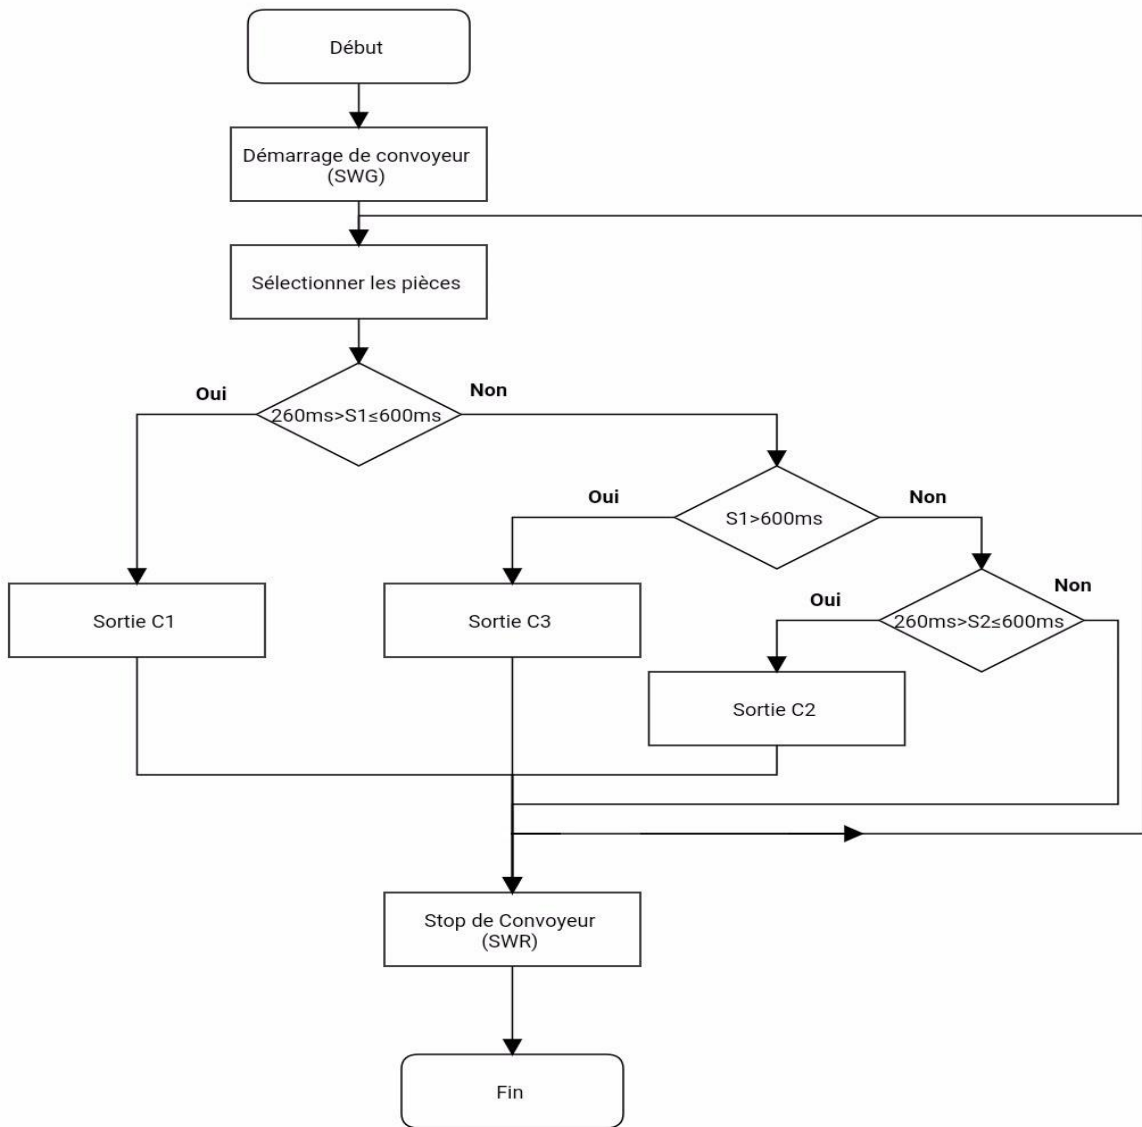 Début
Démarrage de convoyeur
(SWG)
Sélectionner les pièces
Oui
Non
260ms>S1≤600ms
Oui
Non
S1>600ms
Non
Oui
260ms>S2≤600ms
Sortie C1
Sortie C3
Sortie C2
Stop de Convoyeur
(SWR)
Fin